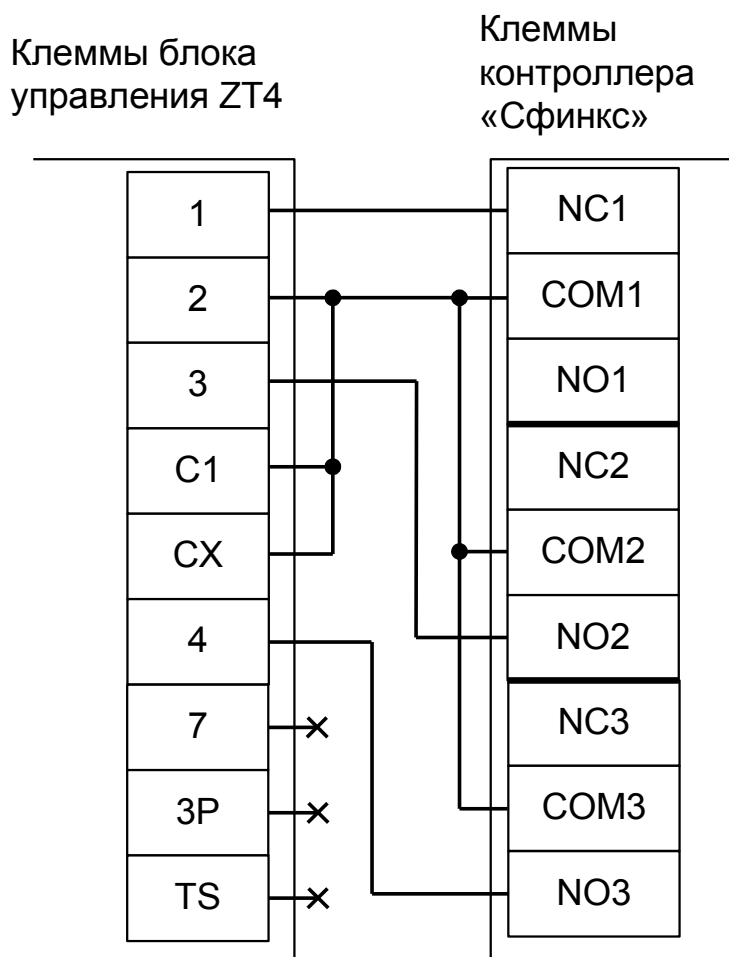 Клеммы блока
управления ZT4
Клеммы
контроллера
«Сфинкс»
1
2
3
C1
CX
4
7
3P
TS
NC1
COM1
NO1
NC2
COM2
NO2
NC3
COM3
NO3